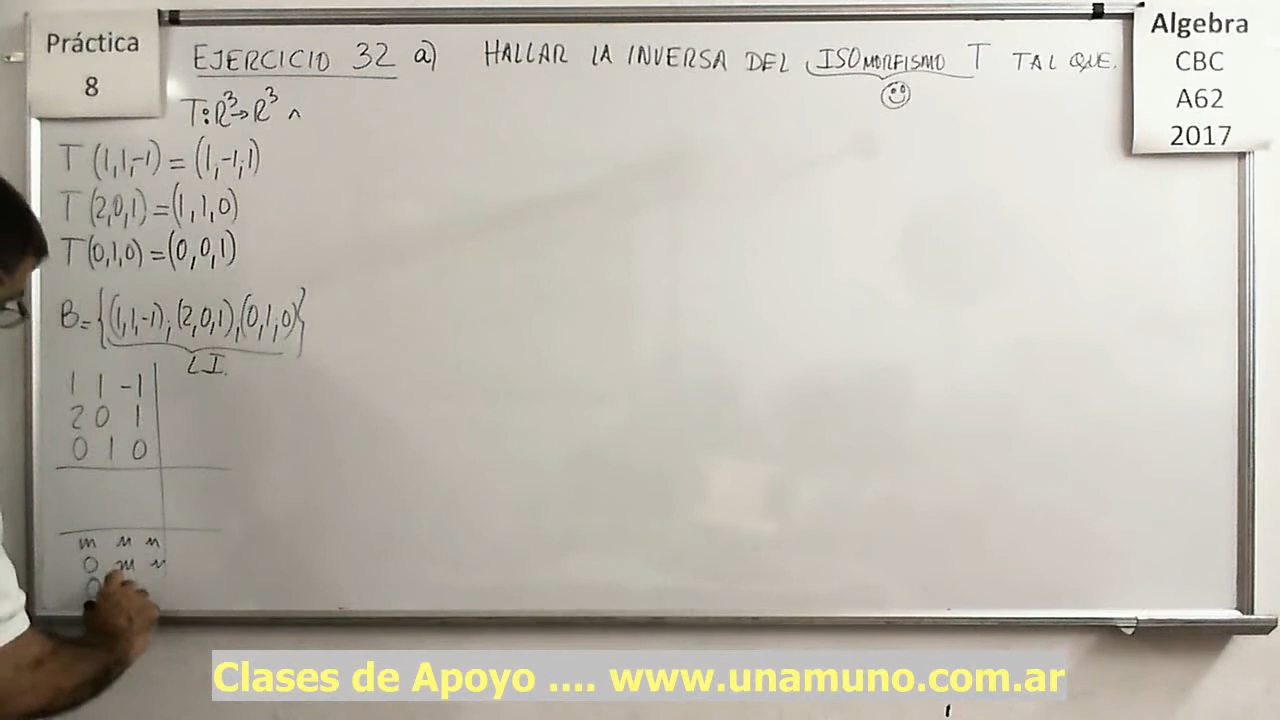 Práctica
8
EJERCICIO 32 a) HALLAR LA INVERSA DEL ISOMORFISMO T TAL QUE.
Algebra
CBC
A62
2017
T:R³→R³ ^
T(1,1,-1)=(1,-1,1)
T(2,0,1)=(1,1,0)
T(0,1,0)=(0,0,1)
B={(1,1,-1),(2,0,1),(0,1,0)}
LI.
1 1 -1
2 0 1
0 1 0
0
0
Clases de Apoyo .... www.unamuno.com.ar